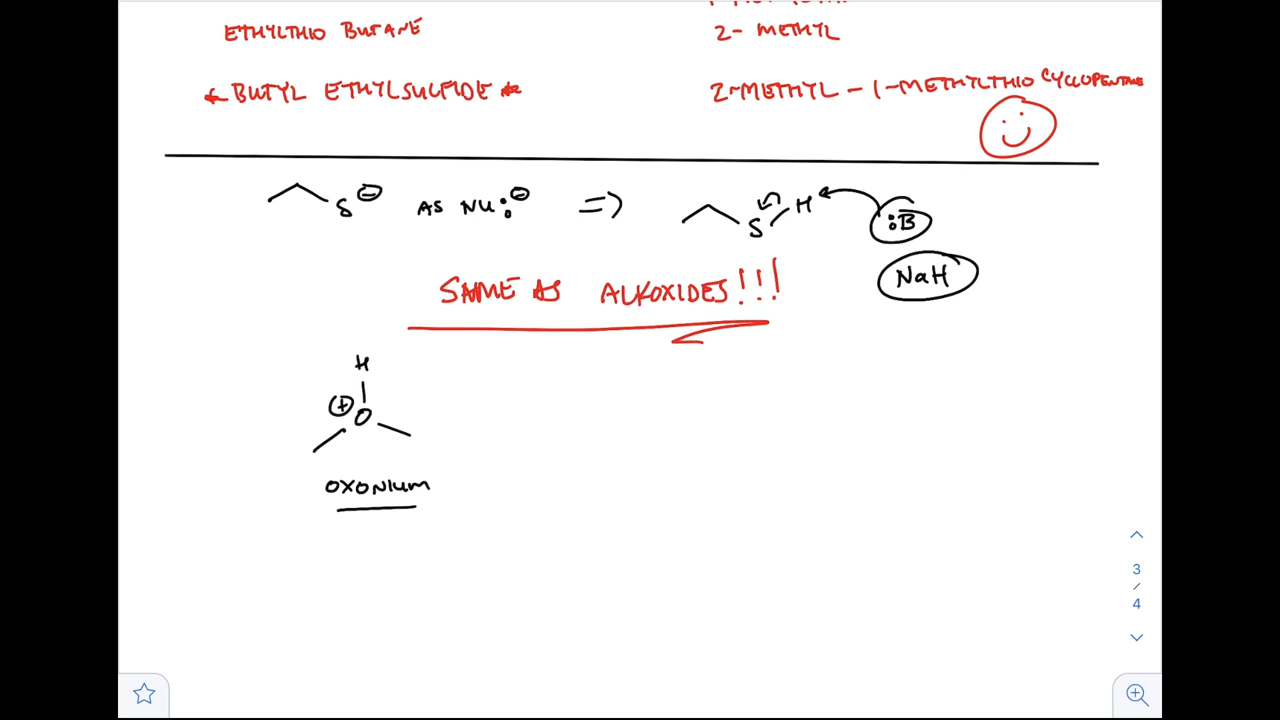 ETHYLTHIO BUTANE
2- METHYL
BUTYL ETHYLSULFIDE
2-METHYL-1-METHYLTHIO CYCLOPENTANE
S⊖ AS NU:⊖ => S H :B
NaH
SAME AS ALKOXIDES!!!
H
⊕ O
OXONIUM
3
/
4